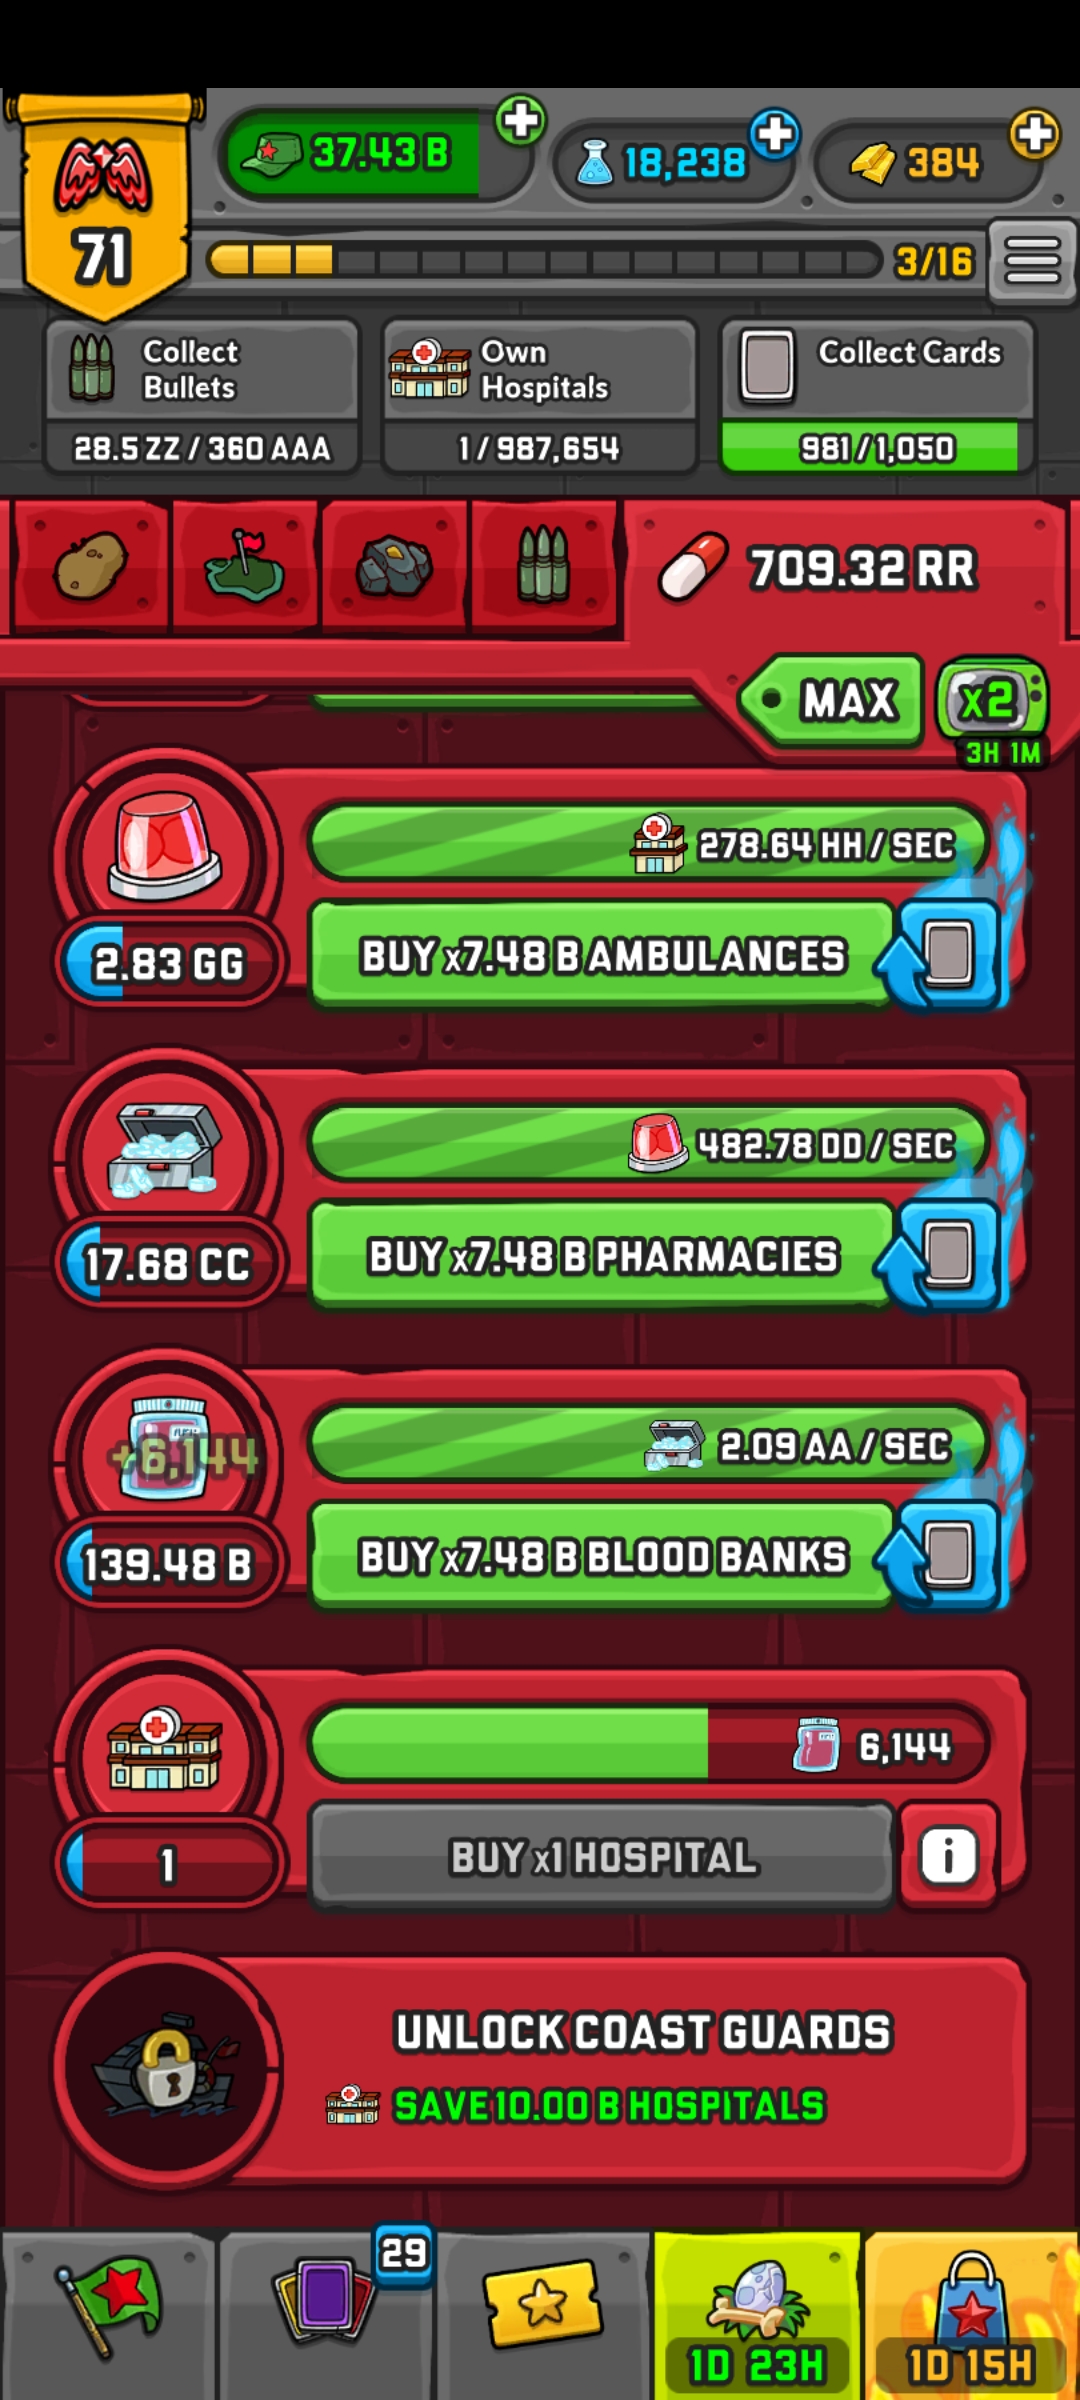 37.43 B
18,238
384
71
3/16
Collect Bullets
28.5 ZZ / 360 AAA
Own Hospitals
1 / 987,654
Collect Cards
981 / 1,050
709.32 RR
MAX
x2
3H 1M
278.64 HH / SEC
2.83 GG
BUY x7.48 B AMBULANCES
482.78 DD / SEC
17.68 CC
BUY x7.48 B PHARMACIES
2.09 AA / SEC
+6,144
139.48 B
BUY x7.48 B BLOOD BANKS
6,144
1
BUY x1 HOSPITAL
i
UNLOCK COAST GUARDS
SAVE 10.00 B HOSPITALS
29
1D 23H
1D 15H